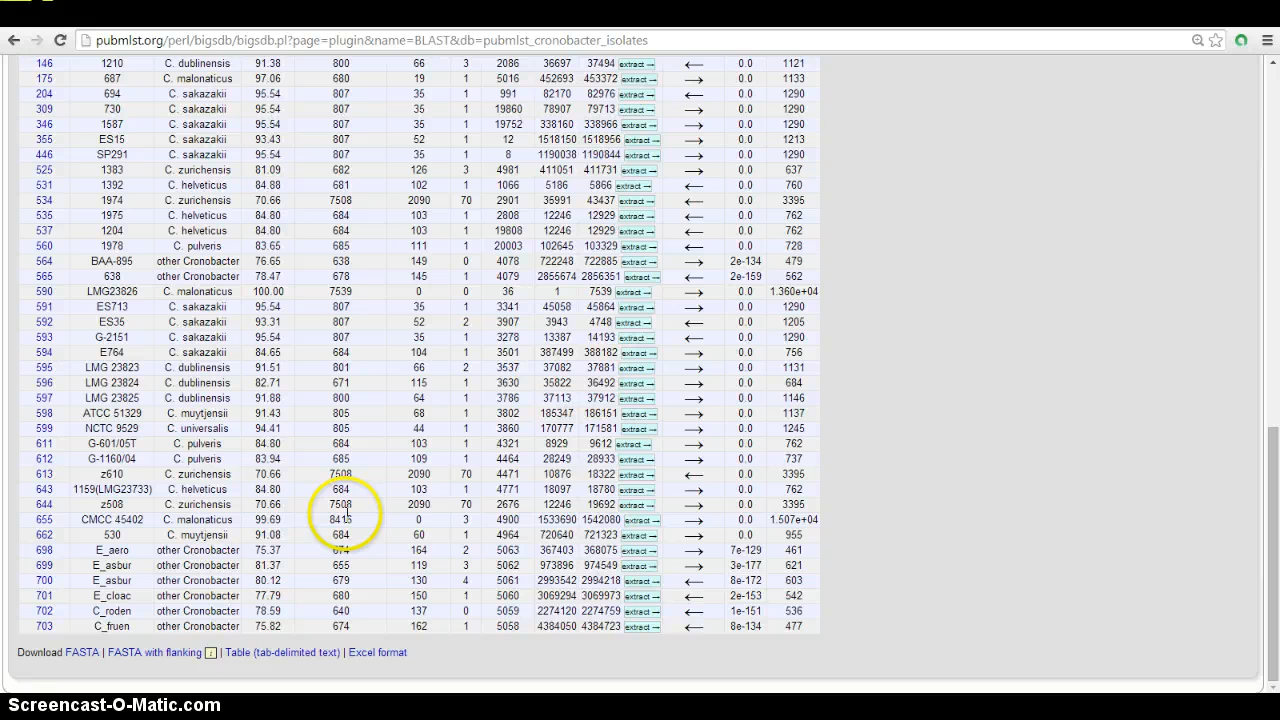 pubmlst.org/perl/bigsdb/bigsdb.pl?page=plugin&name=BLAST&db=pubmlst_cronobacter_isolates
146 1210 C. dublinensis 91.38 800 66 3 2086 36697 37494 extract → ← 0.0 1121
175 687 C. malonaticus 97.06 680 19 1 5016 452693 453372 extract → → 0.0 1133
204 694 C. sakazakii 95.54 807 35 1 991 82170 82976 extract → → 0.0 1290
309 730 C. sakazakii 95.54 807 35 1 19860 78907 79713 extract → → 0.0 1290
346 1587 C. sakazakii 95.54 807 35 1 19752 338160 338966 extract → → 0.0 1290
355 ES15 C. sakazakii 93.43 807 52 1 12 1518150 1518956 extract → → 0.0 1213
446 SP291 C. sakazakii 95.54 807 35 1 8 1190038 1190844 extract → → 0.0 1290
525 1383 C. zurichensis 81.09 682 126 3 4981 411051 411731 extract → → 0.0 637
531 1392 C. helveticus 84.88 681 102 1 1066 5186 5866 extract → ← 0.0 760
534 1974 C. zurichensis 70.66 7508 2090 70 2901 35991 43437 extract → ← 0.0 3395
535 1975 C. helveticus 84.80 684 103 1 2808 12246 12929 extract → ← 0.0 762
537 1204 C. helveticus 84.80 684 103 1 19808 12246 12929 extract → ← 0.0 762
560 1978 C. pulveris 83.65 685 111 1 20003 102645 103329 extract → ← 0.0 728
564 BAA-895 other Cronobacter 76.65 638 149 0 4078 722248 722885 extract → → 2e-134 479
565 638 other Cronobacter 78.47 678 145 1 4079 2855674 2856351 extract → ← 2e-159 562
590 LMG23826 C. malonaticus 100.00 7539 0 0 36 1 7539 extract → → 0.0 1.360e+04
591 ES713 C. sakazakii 95.54 807 35 1 3341 45058 45864 extract → → 0.0 1290
592 ES35 C. sakazakii 93.31 807 52 2 3907 3943 4748 extract → ← 0.0 1205
593 G-2151 C. sakazakii 95.54 807 35 1 3278 13387 14193 extract → ← 0.0 1290
594 E764 C. sakazakii 84.65 684 104 1 3501 387499 388182 extract → → 0.0 756
595 LMG 23823 C. dublinensis 91.51 801 66 2 3537 37082 37881 extract → → 0.0 1131
596 LMG 23824 C. dublinensis 82.71 671 115 1 3630 35822 36492 extract → → 0.0 684
597 LMG 23825 C. dublinensis 91.88 800 64 1 3786 37113 37912 extract → → 0.0 1146
598 ATCC 51329 C. muytjensii 91.43 805 68 1 3802 185347 186151 extract → → 0.0 1137
599 NCTC 9529 C. universalis 94.41 805 44 1 3860 170777 171581 extract → → 0.0 1245
611 G-601/05T C. pulveris 84.80 684 103 1 4321 8929 9612 extract → → 0.0 762
612 G-1160/04 C. pulveris 83.94 685 109 1 4464 28249 28933 extract → → 0.0 737
613 z610 C. zurichensis 70.66 7508 2090 70 4471 10876 18322 extract → ← 0.0 3395
643 1159(LMG23733) C. helveticus 84.80 684 103 1 4771 18097 18780 extract → → 0.0 762
644 z508 C. zurichensis 70.66 7508 2090 70 2676 12246 19692 extract → ← 0.0 3395
655 CMCC 45402 C. malonaticus 99.69 0 3 4900 1533690 1542080 extract → → 0.0 1.507e+04
662 530 C. muytjensii 91.08 684 60 1 4964 720640 721323 extract → ← 0.0 955
698 E_aero other Cronobacter 75.37 674 164 2 5063 367403 368075 extract → → 7e-129 461
699 E_asbur other Cronobacter 81.37 655 119 3 5062 973896 974549 extract → → 3e-177 621
700 E_asbur other Cronobacter 80.12 679 130 4 5061 2993542 2994218 extract → ← 8e-172 603
701 E_cloac other Cronobacter 77.79 680 150 1 5060 3069294 3069973 extract → ← 2e-153 542
702 C_roden other Cronobacter 78.59 640 137 0 5059 2274120 2274759 extract → ← 1e-151 536
703 C_fruen other Cronobacter 75.82 674 162 1 5058 4384050 4384723 extract → ← 8e-134 477
Download FASTA | FASTA with flanking i | Table (tab-delimited text) | Excel format
Screencast-O-Matic.com